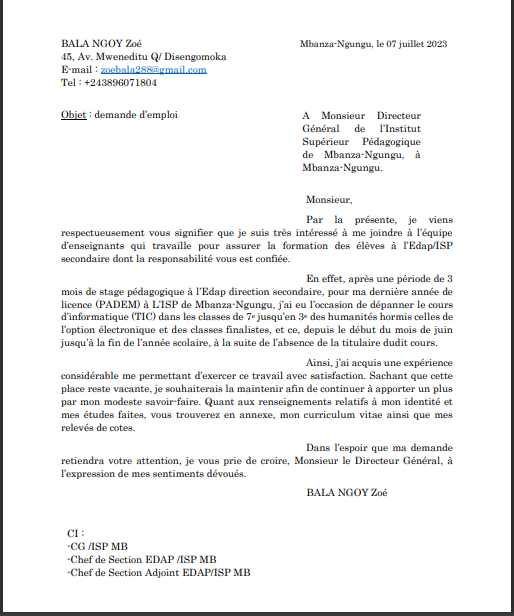 BALA NGOY Zoé
Mbanza-Ngungu, le 07 juillet 2023
45, Av. Mweneditu Q/ Disengomoka
E-mail : zoebala288@gmail.com
Tel : +243896071804
Objet : demande d'emploi
A Monsieur Directeur
Général de l'Institut
Supérieur Pédagogique
de Mbanza-Ngungu, à
Mbanza-Ngungu.
Monsieur,
Par la présente, je viens
respectueusement vous signifier que je suis très intéressé à me joindre à l'équipe
d'enseignants qui travaille pour assurer la formation des élèves à l'Edap/ISP
secondaire dont la responsabilité vous est confiée.
En effet, après une période de 3
mois de stage pédagogique à l'Edap direction secondaire, pour ma dernière année de
licence (PADEM) à L'ISP de Mbanza-Ngungu, j'ai eu l'occasion de dépanner le cours
d'informatique (TIC) dans les classes de 7e jusqu'en 3e des humanités hormis celles de
l'option électronique et des classes finalistes, et ce, depuis le début du mois de juin
jusqu'à la fin de l'année scolaire, à la suite de l'absence de la titulaire dudit cours.
Ainsi, j'ai acquis une expérience
considérable me permettant d'exercer ce travail avec satisfaction. Sachant que cette
place reste vacante, je souhaiterais la maintenir afin de continuer à apporter un plus
par mon modeste savoir-faire. Quant aux renseignements relatifs à mon identité et
mes études faites, vous trouverez en annexe, mon curriculum vitae ainsi que mes
relevés de cotes.
Dans l'espoir que ma demande
retiendra votre attention, je vous prie de croire, Monsieur le Directeur Général, à
l'expression de mes sentiments dévoués.
BALA NGOY Zoé
CI :
-CG /ISP MB
-Chef de Section EDAP /ISP MB
-Chef de Section Adjoint EDAP/ISP MB